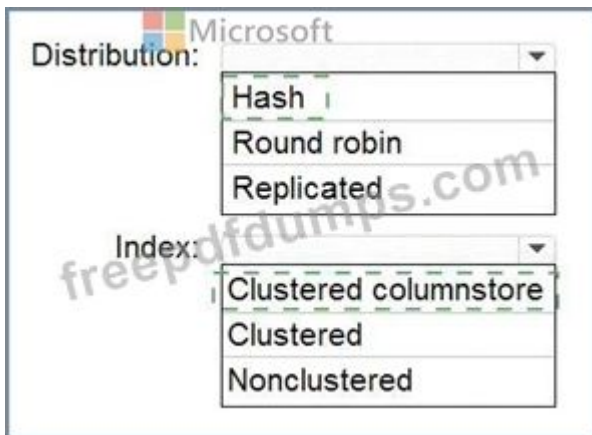 Microsoft
Distribution:
Hash
Round robin
Replicated
Index:
Clustered columnstore
Clustered
Nonclustered
freepdfdumps.com